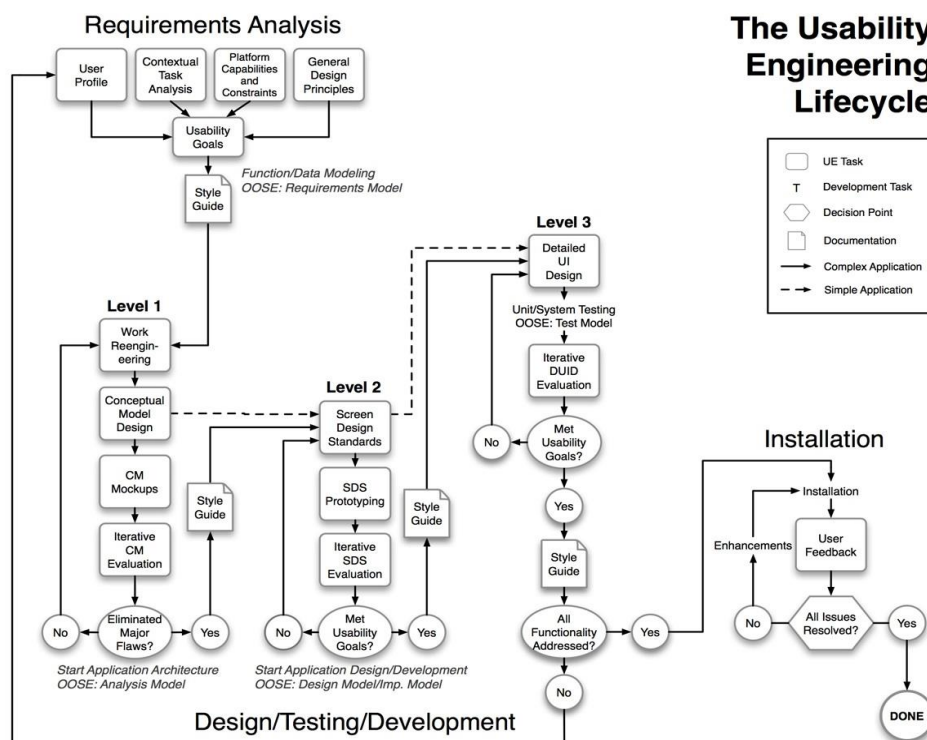 Requirements Analysis
The Usability
Engineering
Lifecycle
User
Profile
Contextual
Task
Analysis
Platform
Capabilities
and
Constraints
General
Design
Principles
Usability
Goals
Function/Data Modeling
OOSE: Requirements Model
Style
Guide
UE Task
T
Development Task
Decision Point
Documentation
Complex Application
Simple Application
Level 1
Work
Reengin-
eering
Conceptual
Model
Design
CM
Mockups
Iterative
CM
Evaluation
Eliminated
Major
Flaws?
No
Yes
Style
Guide
Start Application Architecture
OOSE: Analysis Model
Level 2
Screen
Design
Standards
SDS
Prototyping
Iterative
SDS
Evaluation
Met
Usability
Goals?
No
Yes
Style
Guide
Start Application Design/Development
OOSE: Design Model/Imp. Model
Level 3
Detailed
UI
Design
Unit/System Testing
OOSE: Test Model
Iterative
DUID
Evaluation
Met
Usability
Goals?
No
Yes
Style
Guide
All
Functionality
Addressed?
Yes
No
Design/Testing/Development
Installation
Installation
Enhancements
User
Feedback
All Issues
Resolved?
No
Yes
DONE